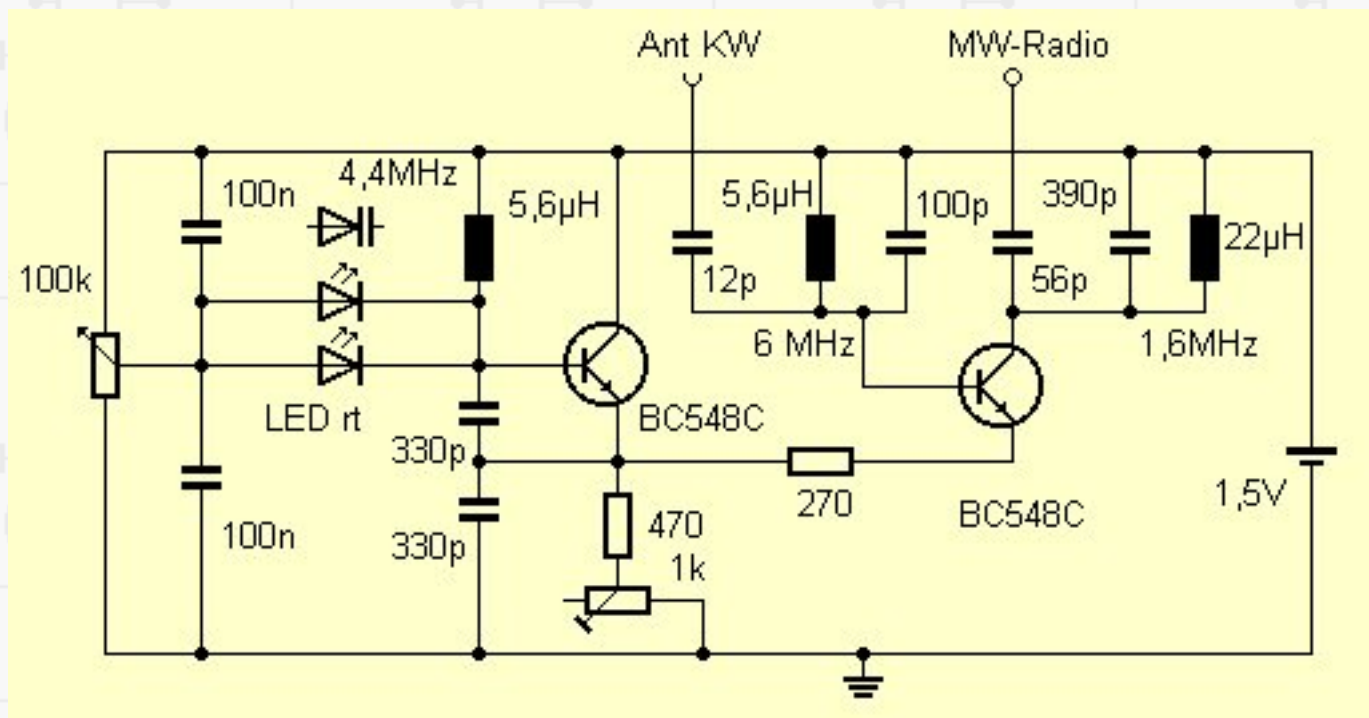 Ant KW
MW-Radio
100n
4,4MHz
5,6µH
5,6µH
100p
390p
22µH
100k
12p
56p
6 MHz
1,6MHz
LED rt
BC548C
330p
270
BC548C
1,5V
100n
330p
470
1k